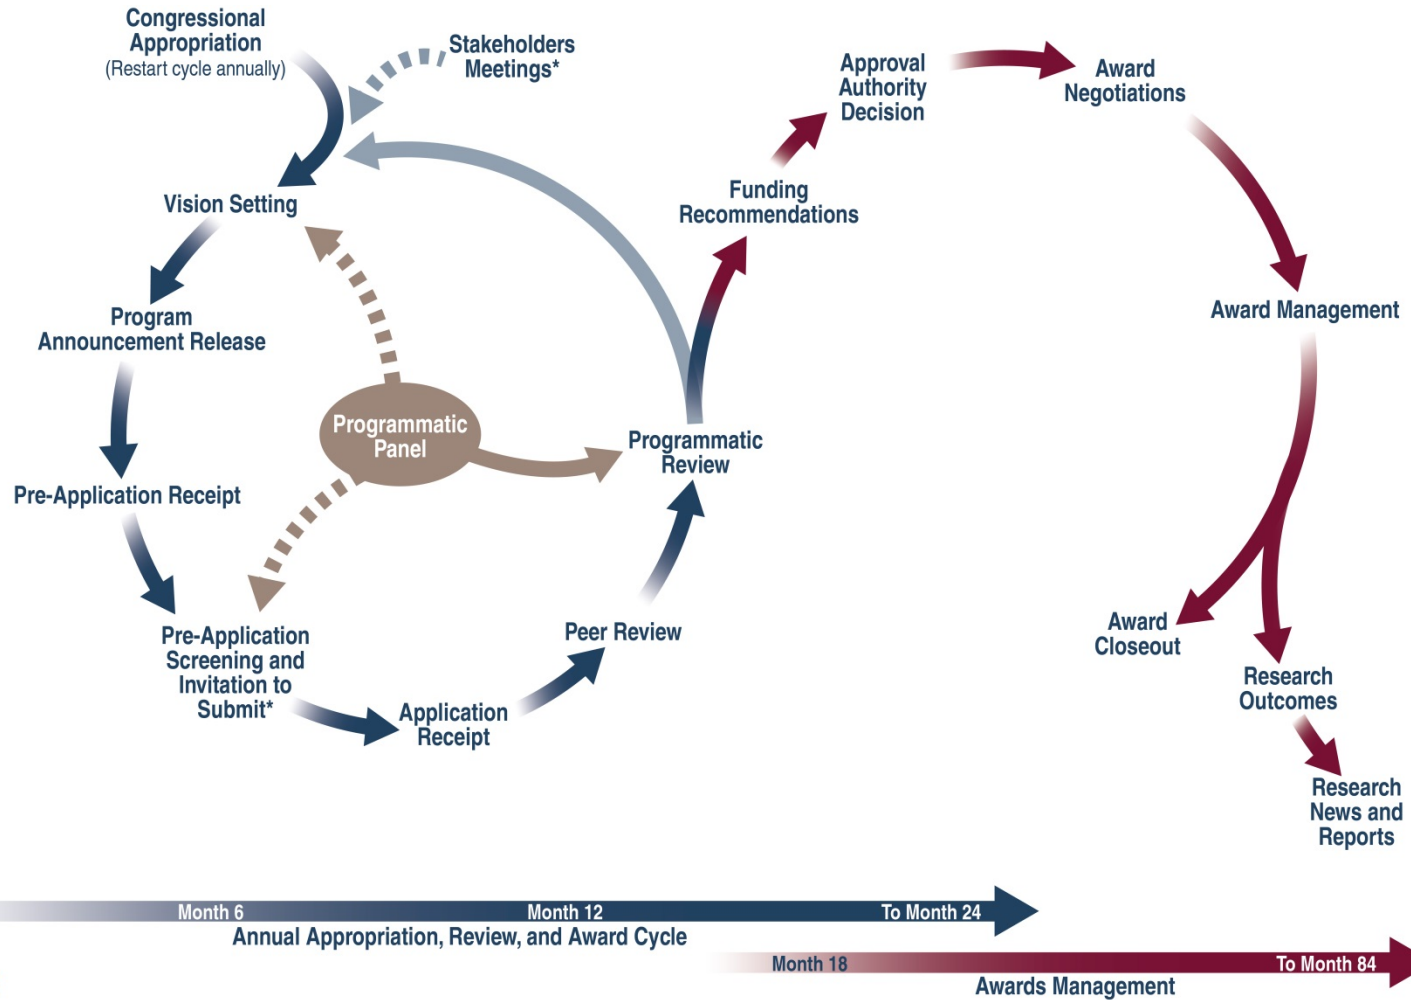 Congressional
Appropriation
(Restart cycle annually)
Stakeholders
Meetings*
Vision Setting
Program
Announcement Release
Pre-Application Receipt
Pre-Application
Screening and
Invitation to
Submit*
Application
Receipt
Peer Review
Programmatic
Review
Programmatic
Panel
Funding
Recommendations
Approval
Authority
Decision
Award
Negotiations
Award Management
Award
Closeout
Research
Outcomes
Research
News and
Reports
Month 6
Month 12
To Month 24
Annual Appropriation, Review, and Award Cycle
Month 18
To Month 84
Awards Management